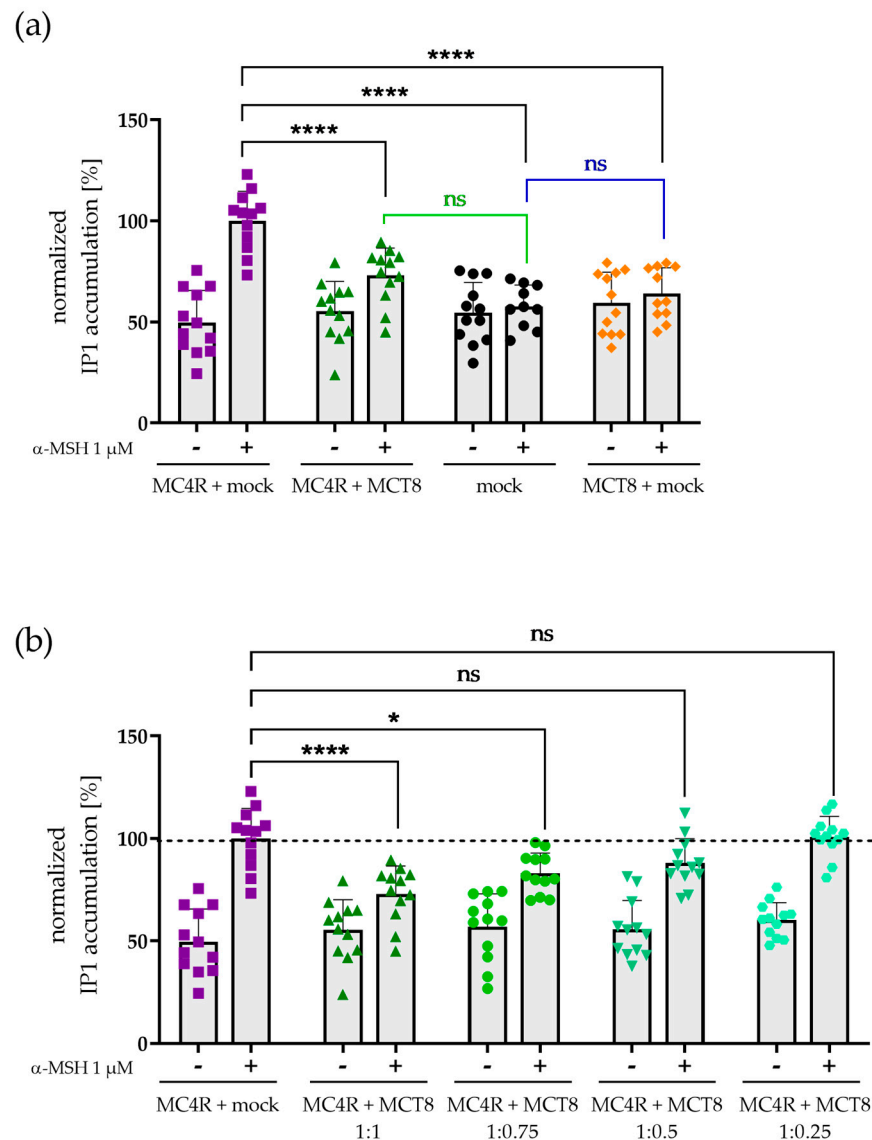 (a)
****
****
****
ns
ns
normalized
IP1 accumulation [%]
150
100
50
0
α-MSH 1 μM - + - + - + - +
MC4R + mock MC4R + MCT8 mock MCT8 + mock
(b)
ns
ns
*
****
normalized
IP1 accumulation [%]
150
100
50
0
α-MSH 1 μM - + - + - + - + - +
MC4R + mock MC4R + MCT8 MC4R + MCT8 MC4R + MCT8 MC4R + MCT8
1:1 1:0.75 1:0.5 1:0.25